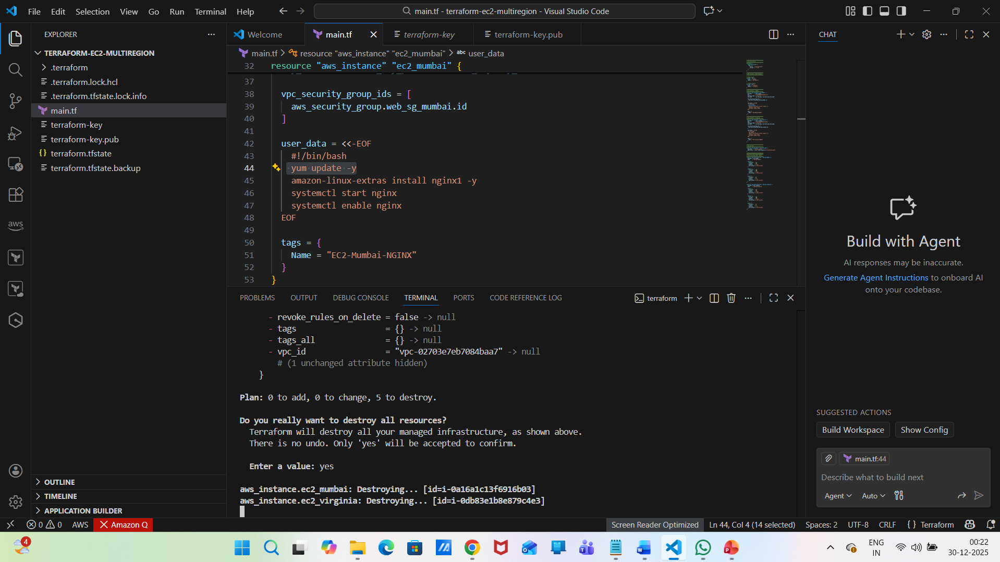 File Edit Selection View Go Run Terminal Help
main.tf - terraform-ec2-multiregion - Visual Studio Code
EXPLORER
TERRAFORM-EC2-MULTIREGION
.terraform
.terraform.lock.hcl
.terraform.tfstate.lock.info
main.tf
terraform-key
terraform-key.pub
terraform.tfstate
terraform.tfstate.backup
OUTLINE
TIMELINE
APPLICATION BUILDER
aws
Welcome main.tf terraform-key terraform-key.pub
main.tf > resource "aws_instance" "ec2_mumbai" > abc user_data
32 resource "aws_instance" "ec2_mumbai" {
37
38 vpc_security_group_ids = [
39 aws_security_group.web_sg_mumbai.id
40 ]
41
42 user_data = <<-EOF
43 #!/bin/bash
44 yum update -y
45 amazon-linux-extras install nginx1 -y
46 systemctl start nginx
47 systemctl enable nginx
48 EOF
49
50 tags = {
51 Name = "EC2-Mumbai-NGINX"
52 }
53 }
PROBLEMS OUTPUT DEBUG CONSOLE TERMINAL PORTS CODE REFERENCE LOG
terraform
- revoke_rules_on_delete = false -> null
- tags = {} -> null
- tags_all = {} -> null
- vpc_id = "vpc-02703e7eb7084baa7" -> null
# (1 unchanged attribute hidden)
}
Plan: 0 to add, 0 to change, 5 to destroy.
Do you really want to destroy all resources?
Terraform will destroy all your managed infrastructure, as shown above.
There is no undo. Only 'yes' will be accepted to confirm.
Enter a value: yes
aws_instance.ec2_mumbai: Destroying... [id=i-0a16a1c13f6916b03]
aws_instance.ec2_virginia: Destroying... [id=i-0db83e1b8e879c4e3]
CHAT
Build with Agent
AI responses may be inaccurate.
Generate Agent Instructions to onboard AI
onto your codebase.
SUGGESTED ACTIONS
Build Workspace Show Config
main.tf:44
Describe what to build next
Agent Auto
0 0 AWS Amazon Q
Screen Reader Optimized Ln 44, Col 4 (14 selected) Spaces: 2 UTF-8 CRLF {} Terraform
4
ENG
IN
00:22
30-12-2025